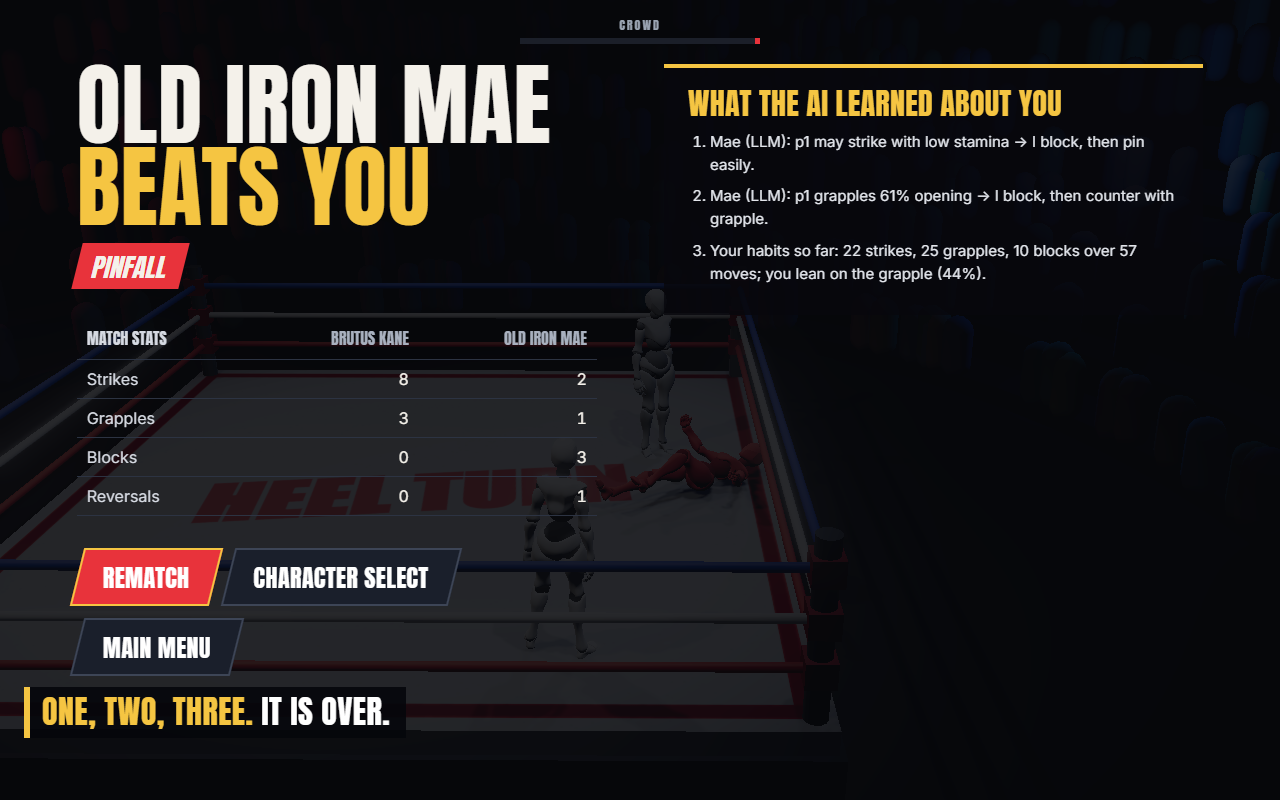 CROWD
OLD IRON MAE
BEATS YOU
PINFALL
WHAT THE AI LEARNED ABOUT YOU
1. Mae (LLM): p1 may strike with low stamina → I block, then pin
easily.
2. Mae (LLM): p1 grapples 61% opening → I block, then counter with
grapple.
3. Your habits so far: 22 strikes, 25 grapples, 10 blocks over 57
moves; you lean on the grapple (44%).
MATCH STATS BRUTUS KANE OLD IRON MAE
Strikes 8 2
Grapples 3 1
Blocks 0 3
Reversals 0 1
HEEL TURN
REMATCH
CHARACTER SELECT
MAIN MENU
ONE, TWO, THREE. IT IS OVER.